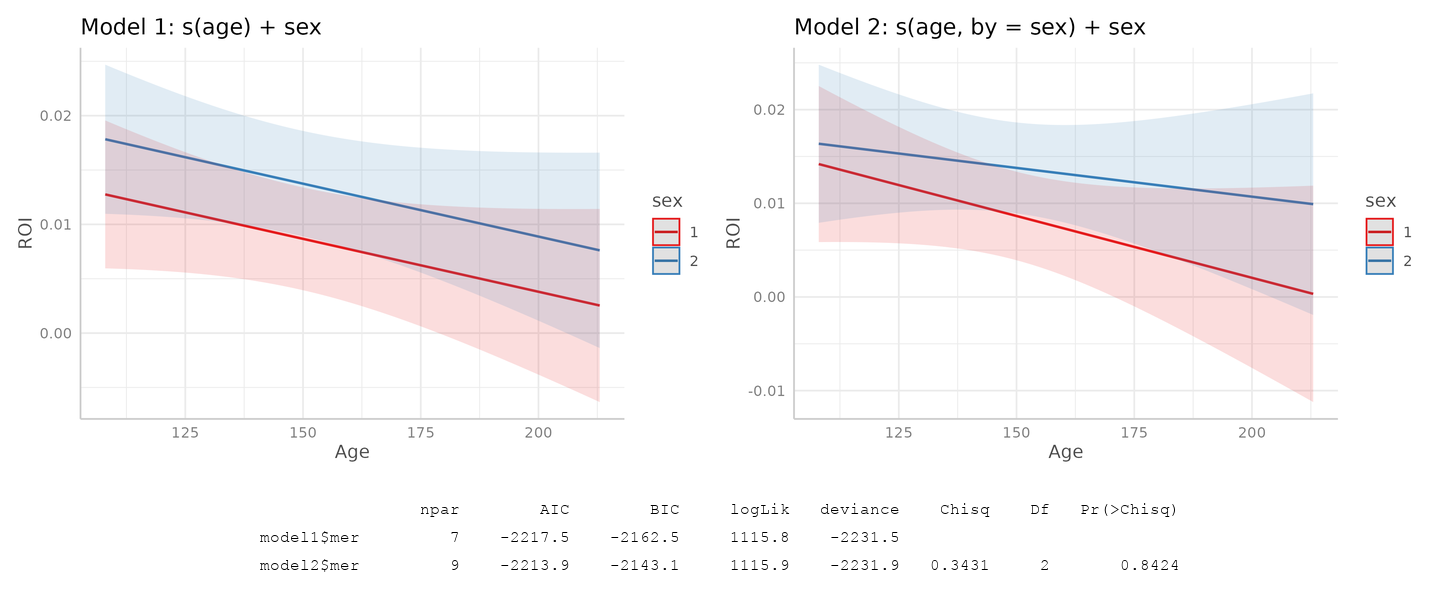 Model 1: s(age) + sex
0.02
0.01
0.00
ROI
125 150 175 200
Age
sex
1
2
Model 2: s(age, by = sex) + sex
0.02
0.01
0.00
-0.01
ROI
125 150 175 200
Age
sex
1
2
npar AIC BIC logLik deviance Chisq Df Pr(>Chisq)
model1$mer 7 -2217.5 -2162.5 1115.8 -2231.5
model2$mer 9 -2213.9 -2143.1 1115.9 -2231.9 0.3431 2 0.8424